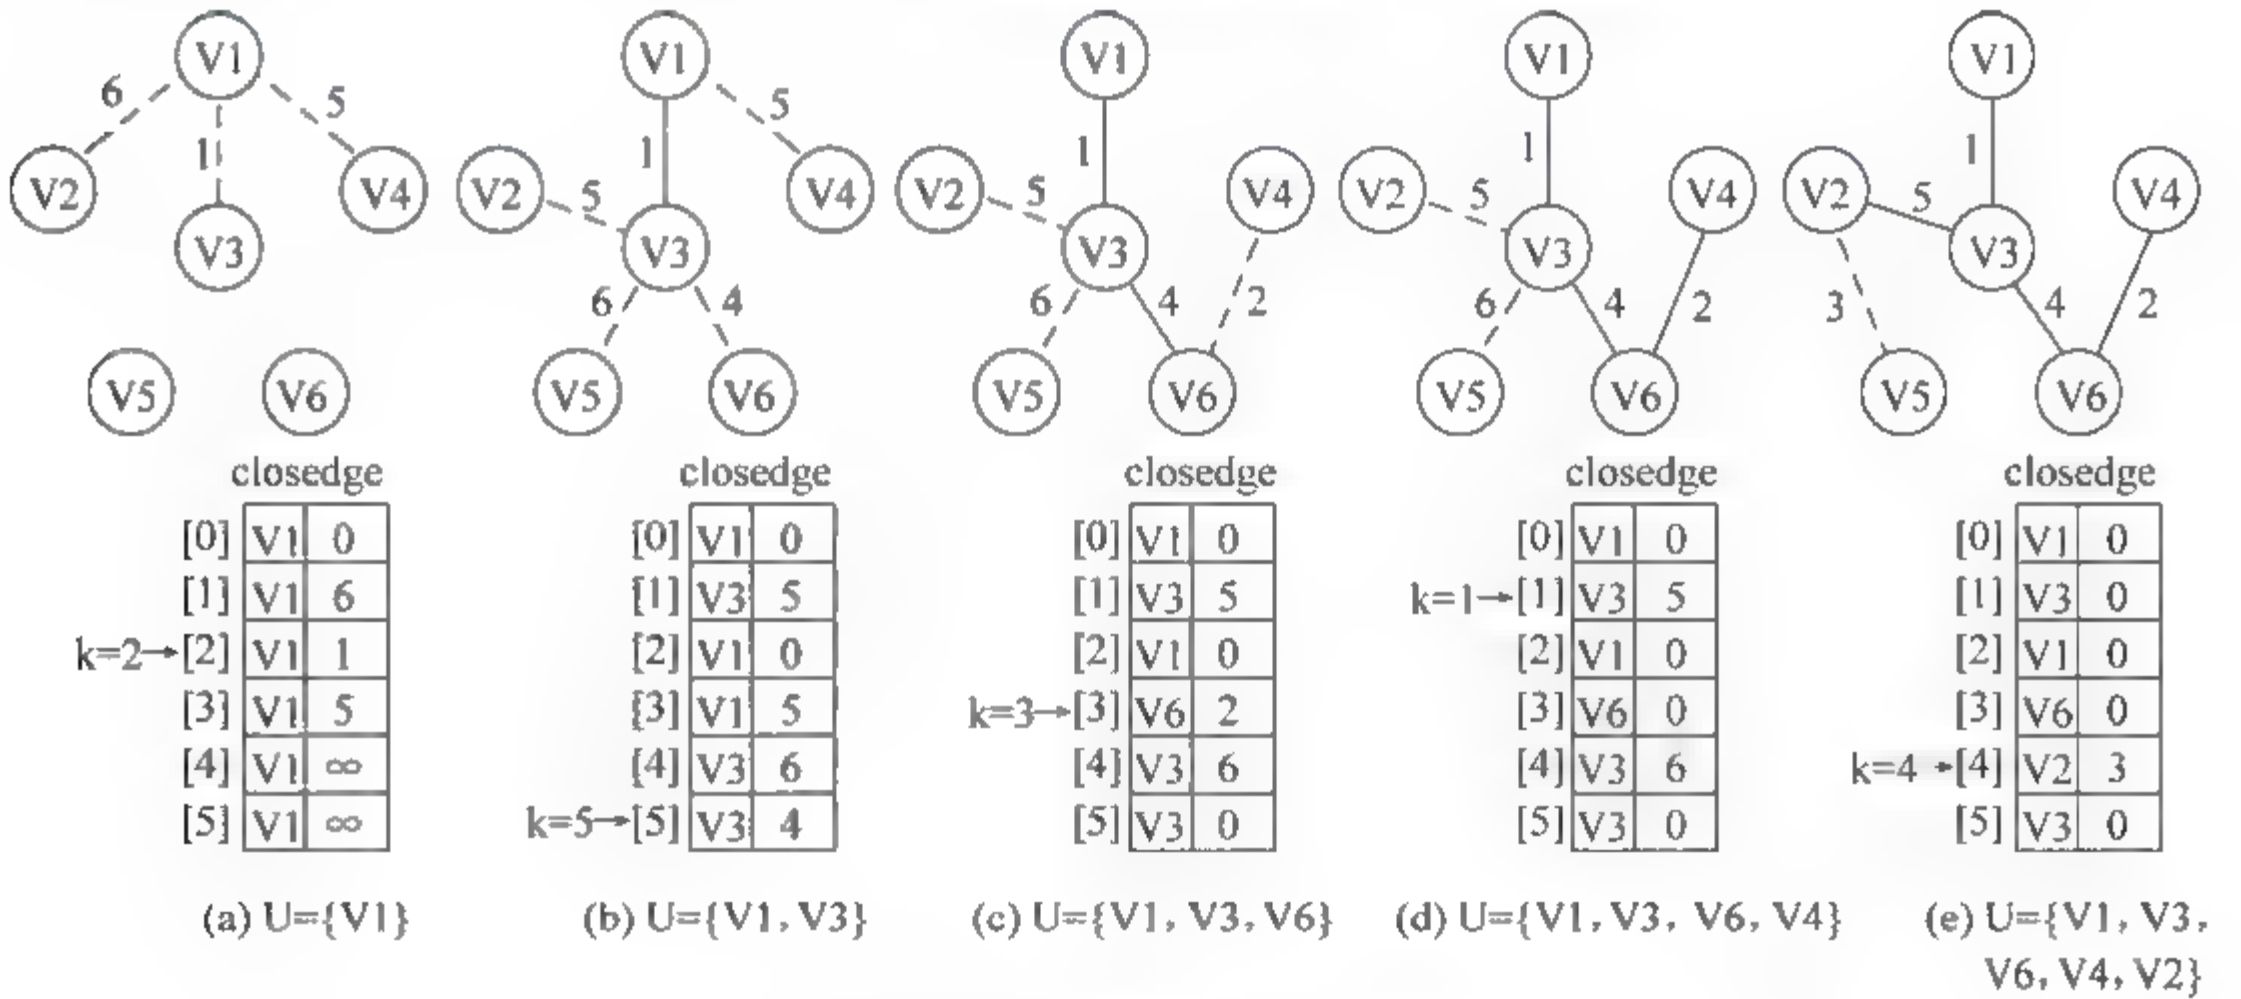 V1 V1 V1 V1 V1
6 5 5
1 1 1 1 1
V2 V4 V2 5 V4 V2 5 V4 V2 5 V4 V2 5 V4
V3 V3 V3 V3 V3
6 4 6 4 2 6 4 2 3 4 2
V5 V6 V5 V6 V5 V6 V5 V6 V5 V6
closedge closedge closedge closedge closedge
[0] V1 0 [0] V1 0 [0] V1 0 [0] V1 0 [0] V1 0
[1] V1 6 [1] V3 5 [1] V3 5 k=1→[1] V3 5 [1] V3 0
k=2→[2] V1 1 [2] V1 0 [2] V1 0 [2] V1 0 [2] V1 0
[3] V1 5 [3] V1 5 k=3→[3] V6 2 [3] V6 0 [3] V6 0
[4] V1 ∞ [4] V3 6 [4] V3 6 [4] V3 6 k=4→[4] V2 3
[5] V1 ∞ k=5→[5] V3 4 [5] V3 0 [5] V3 0 [5] V3 0
(a) U={V1} (b) U={V1, V3} (c) U={V1, V3, V6} (d) U={V1, V3, V6, V4} (e) U={V1, V3,
V6, V4, V2}